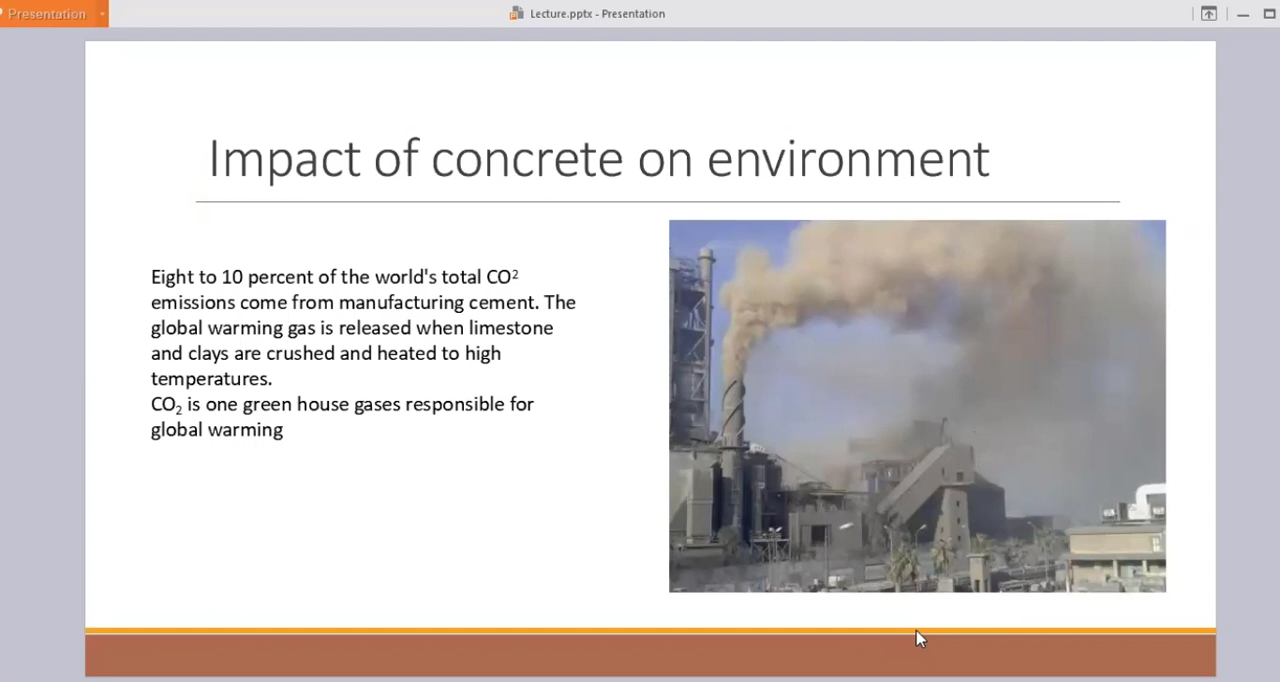 Presentation
Lecture.pptx - Presentation
Impact of concrete on environment
Eight to 10 percent of the world's total CO²
emissions come from manufacturing cement. The
global warming gas is released when limestone
and clays are crushed and heated to high
temperatures.
CO₂ is one green house gases responsible for
global warming